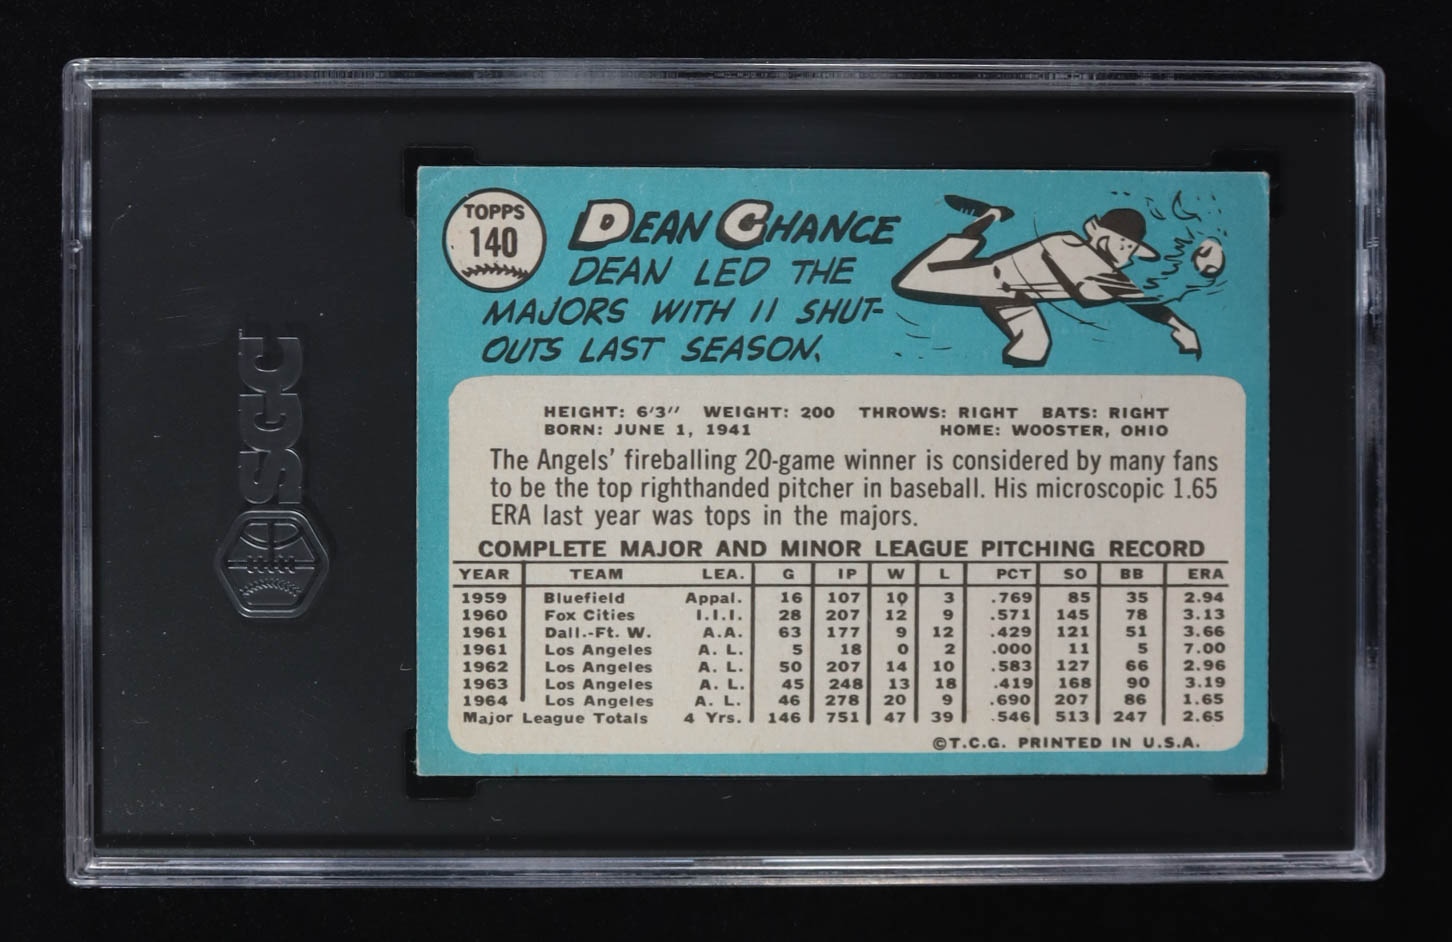 SGC
TOPPS
140
DEAN CHANCE
DEAN LED THE
MAJORS WITH 11 SHUT-
OUTS LAST SEASON.
HEIGHT: 6'3" WEIGHT: 200 THROWS: RIGHT BATS: RIGHT
BORN: JUNE 1, 1941 HOME: WOOSTER, OHIO
The Angels' fireballing 20-game winner is considered by many fans
to be the top righthanded pitcher in baseball. His microscopic 1.65
ERA last year was tops in the majors.
COMPLETE MAJOR AND MINOR LEAGUE PITCHING RECORD
YEAR TEAM LEA. G IP W L PCT SO BB ERA
1959 Bluefield Appal. 16 107 10 3 .769 85 35 2.94
1960 Fox Cities I.I.I. 28 207 12 9 .571 145 78 3.13
1961 Dall.-Ft. W. A.A. 63 177 9 12 .429 121 51 3.66
1961 Los Angeles A. L. 5 18 0 2 .000 11 5 7.00
1962 Los Angeles A. L. 50 207 14 10 .583 127 66 2.96
1963 Los Angeles A. L. 45 248 13 18 .419 168 90 3.19
1964 Los Angeles A. L. 46 278 20 9 .690 207 86 1.65
Major League Totals 4 Yrs. 146 751 47 39 .546 513 247 2.65
©T.C.G. PRINTED IN U.S.A.